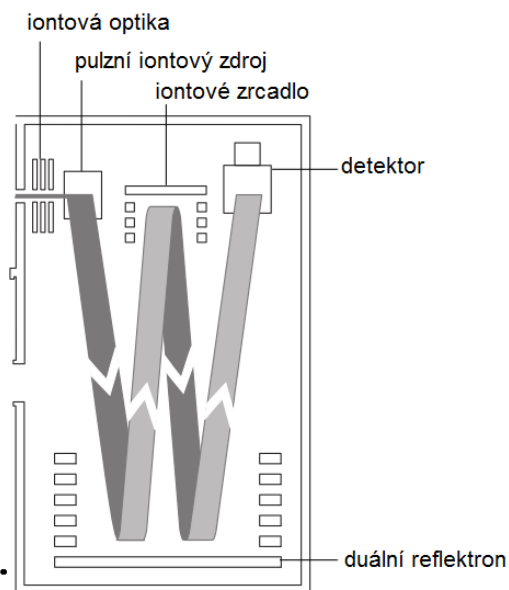 iontová optika
pulzní iontový zdroj
iontové zrcadlo
detektor
duální reflektron